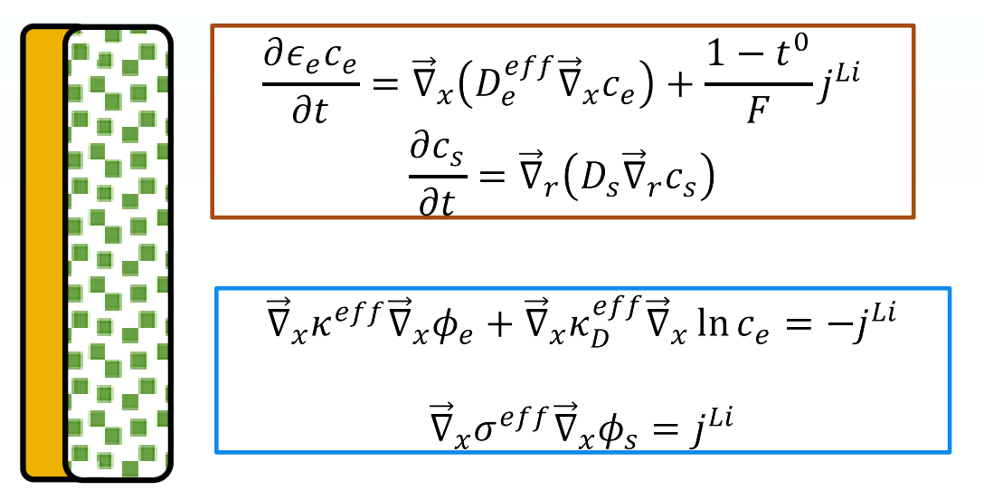 ∂ϵ_e c_e/∂t = ∇⃗_x(D_e^{eff} ∇⃗_x c_e) + (1 − t^0)/F j^{Li}
∂c_s/∂t = ∇⃗_r(D_s ∇⃗_r c_s)
∇⃗_x κ^{eff} ∇⃗_x ϕ_e + ∇⃗_x κ_D^{eff} ∇⃗_x ln c_e = −j^{Li}
∇⃗_x σ^{eff} ∇⃗_x ϕ_s = j^{Li}